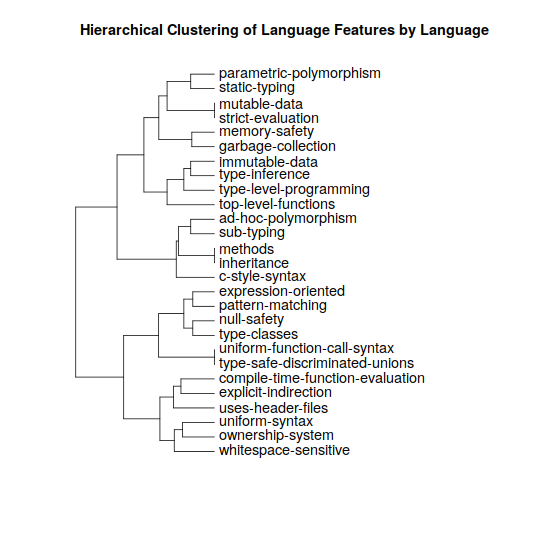 Hierarchical Clustering of Language Features by Language
parametric-polymorphism
static-typing
mutable-data
strict-evaluation
memory-safety
garbage-collection
immutable-data
type-inference
type-level-programming
top-level-functions
ad-hoc-polymorphism
sub-typing
methods
inheritance
c-style-syntax
expression-oriented
pattern-matching
null-safety
type-classes
uniform-function-call-syntax
type-safe-discriminated-unions
compile-time-function-evaluation
explicit-indirection
uses-header-files
uniform-syntax
ownership-system
whitespace-sensitive